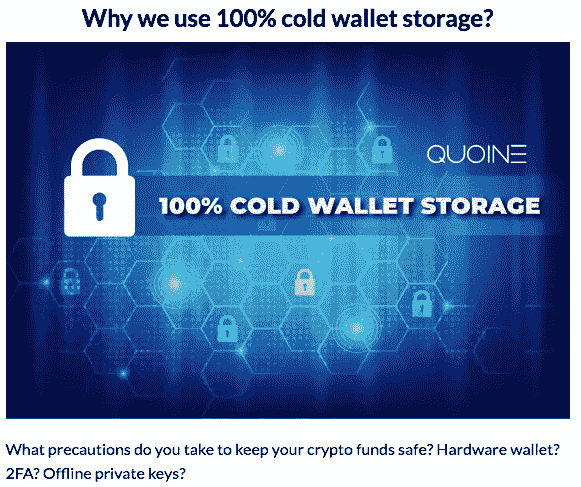 Why we use 100% cold wallet storage?
QUOINE
100% COLD WALLET STORAGE
What precautions do you take to keep your crypto funds safe? Hardware wallet?
2FA? Offline private keys?